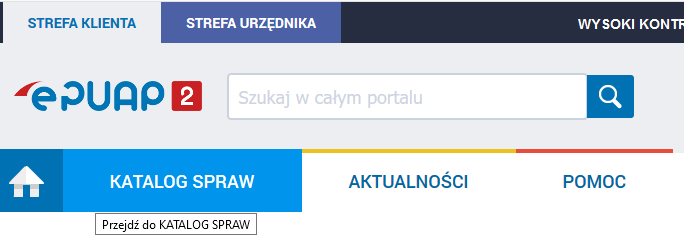 STREFA KLIENTA STREFA URZĘDNIKA WYSOKI KONTR
ePUAP 2 Szukaj w całym portalu
KATALOG SPRAW AKTUALNOŚCI POMOC
Przejdź do KATALOG SPRAW